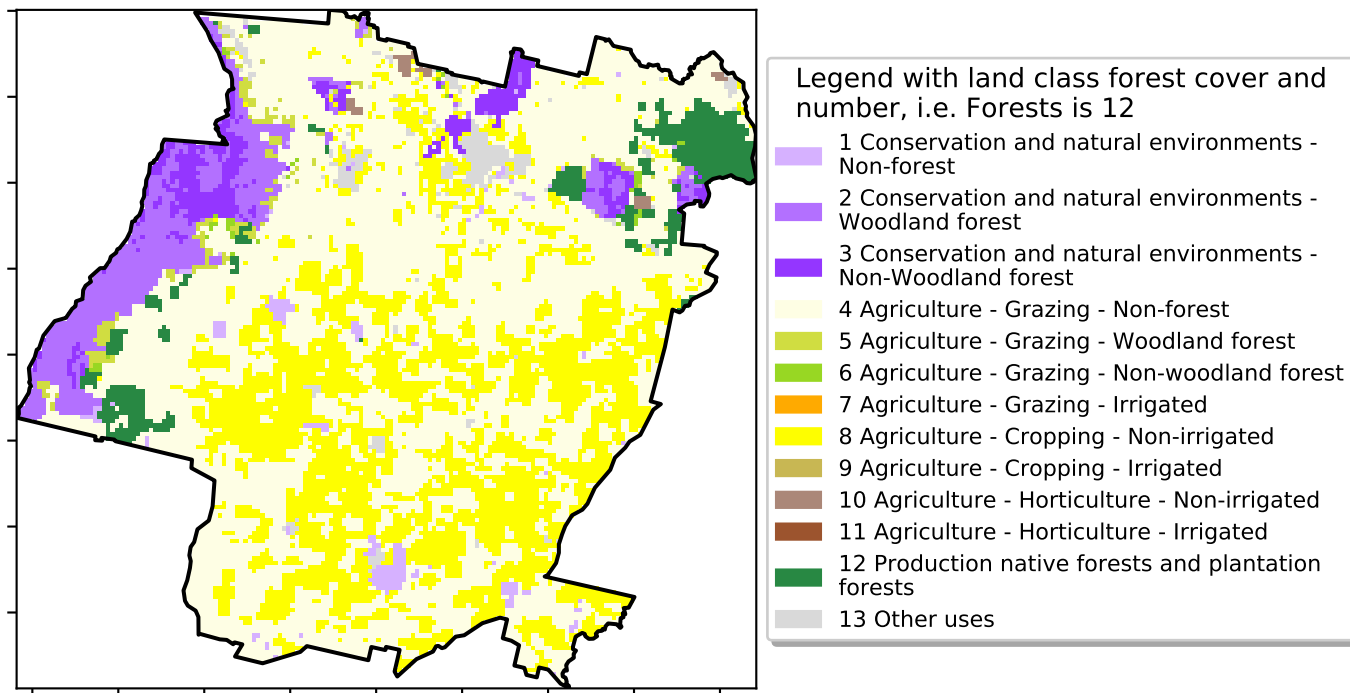 Legend with land class forest cover and
number, i.e. Forests is 12
1 Conservation and natural environments -
Non-forest
2 Conservation and natural environments -
Woodland forest
3 Conservation and natural environments -
Non-Woodland forest
4 Agriculture - Grazing - Non-forest
5 Agriculture - Grazing - Woodland forest
6 Agriculture - Grazing - Non-woodland forest
7 Agriculture - Grazing - Irrigated
8 Agriculture - Cropping - Non-irrigated
9 Agriculture - Cropping - Irrigated
10 Agriculture - Horticulture - Non-irrigated
11 Agriculture - Horticulture - Irrigated
12 Production native forests and plantation
forests
13 Other uses